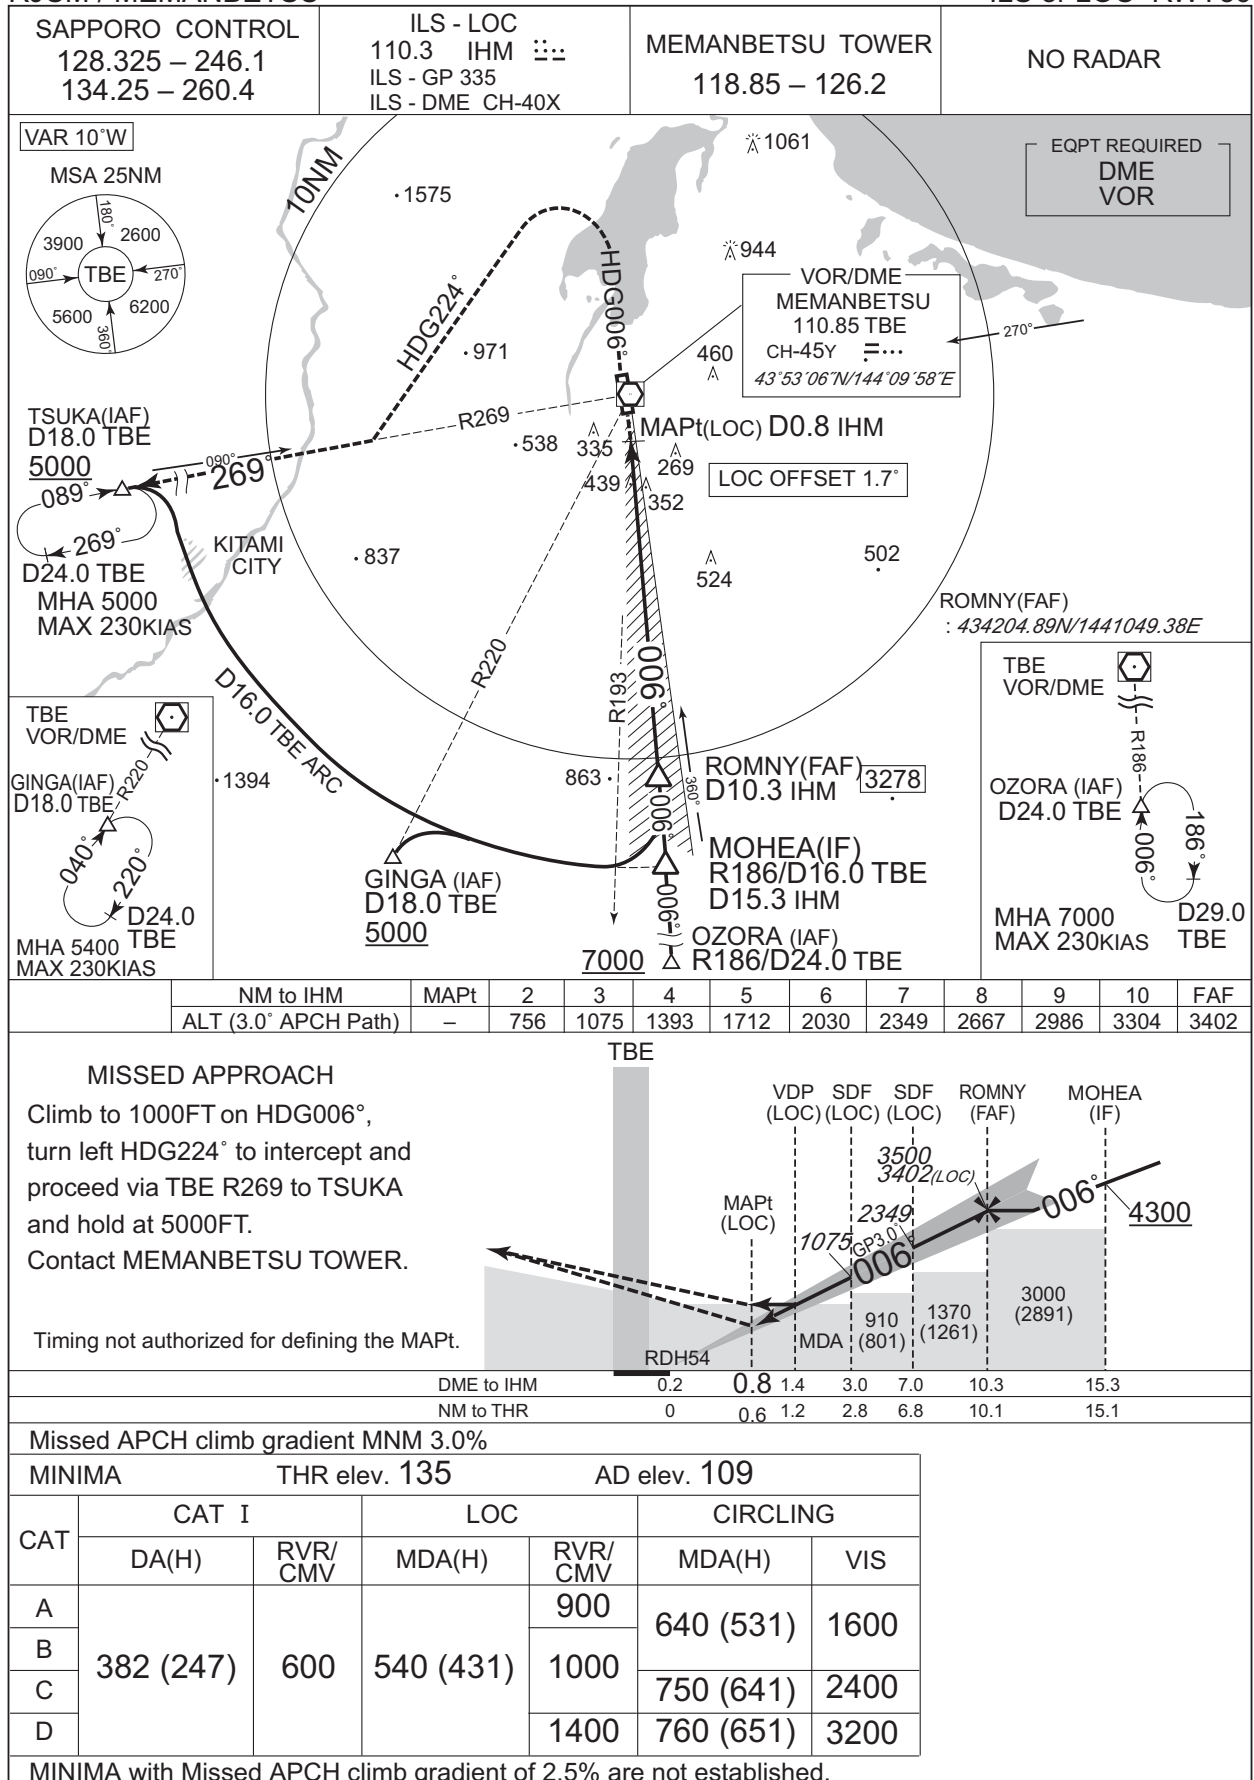 SAPPORO CONTROL
128.325 – 246.1
134.25 – 260.4
ILS - LOC
110.3 IHM
ILS - GP 335
ILS - DME CH-40X
MEMANBETSU TOWER
118.85 – 126.2
NO RADAR
VAR 10°W
MSA 25NM
180°
3900
2600
090°
TBE
270°
5600
6200
360°
10NM
1575
1061
EQPT REQUIRED
DME
VOR
944
VOR/DME
MEMANBETSU
110.85 TBE
CH-45Y
43°53′06″N/144°09′58″E
270°
HDG224°
HDG006°
971
460
TSUKA(IAF)
D18.0 TBE
5000
R269
090°
269°
538
335
MAPt(LOC) D0.8 IHM
269
439
352
LOC OFFSET 1.7°
089°
269°
D24.0 TBE
MHA 5000
MAX 230KIAS
KITAMI
CITY
837
524
502
ROMNY(FAF)
: 434204.89N/1441049.38E
R220
R193
006°
D16.0 TBE ARC
TBE
VOR/DME
GINGA(IAF)
D18.0 TBE
R220
040°
220°
D24.0
TBE
MHA 5400
MAX 230KIAS
1394
863
360°
006°
ROMNY(FAF)
D10.3 IHM
3278
MOHEA(IF)
R186/D16.0 TBE
D15.3 IHM
GINGA (IAF)
D18.0 TBE
5000
006°
7000
OZORA (IAF)
R186/D24.0 TBE
TBE
VOR/DME
R186
OZORA (IAF)
D24.0 TBE
006°
186°
MHA 7000
MAX 230KIAS
D29.0
TBE
NM to IHM MAPt 2 3 4 5 6 7 8 9 10 FAF
ALT (3.0° APCH Path) – 756 1075 1393 1712 2030 2349 2667 2986 3304 3402
MISSED APPROACH
Climb to 1000FT on HDG006°,
turn left HDG224° to intercept and
proceed via TBE R269 to TSUKA
and hold at 5000FT.
Contact MEMANBETSU TOWER.
Timing not authorized for defining the MAPt.
TBE
VDP SDF SDF ROMNY MOHEA
(LOC) (LOC) (LOC) (FAF) (IF)
3500
3402(LOC)
MAPt
(LOC)
2349
1075
GP3.0°
006°
006°
4300
MDA
910
(801)
1370
(1261)
3000
(2891)
RDH54
DME to IHM 0.2 0.8 1.4 3.0 7.0 10.3 15.3
NM to THR 0 0.6 1.2 2.8 6.8 10.1 15.1
Missed APCH climb gradient MNM 3.0%
MINIMA THR elev. 135 AD elev. 109
CAT CAT I LOC CIRCLING
DA(H) RVR/CMV MDA(H) RVR/CMV MDA(H) VIS
A 900
640 (531) 1600
B
382 (247) 600 540 (431) 1000
C 750 (641) 2400
D 1400 760 (651) 3200
MINIMA with Missed APCH climb gradient of 2.5% are not established.